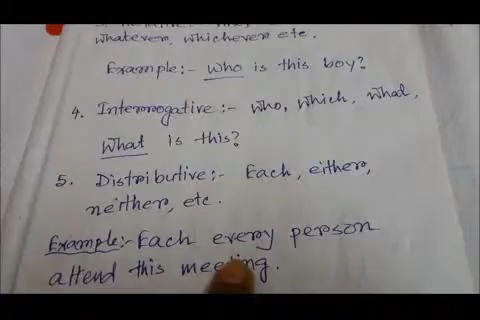 whatever, whichever etc.
Example:- Who is this boy?
4. Interrogative:- Who, which, what,
What is this?
5. Distributive:- Each, either,
neither, etc.
Example:- Each every person
attend this meeting.